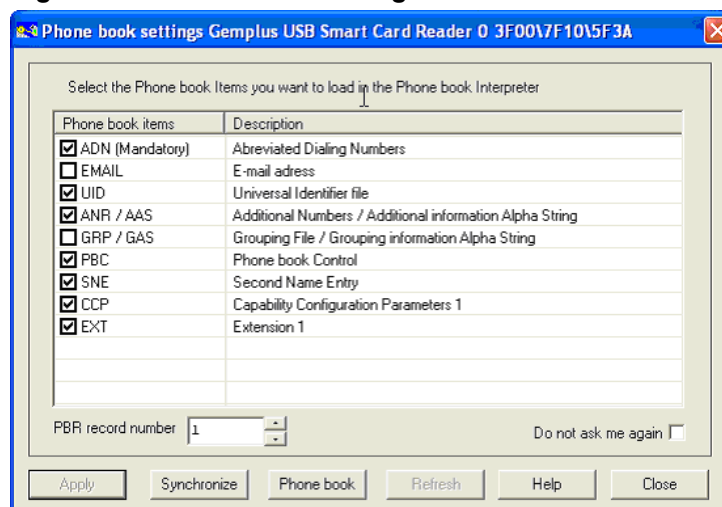 Phone book settings Gemplus USB Smart Card Reader 0 3F00\7F10\5F3A
Select the Phone book Items you want to load in the Phone book Interpreter
Phone book items Description
ADN (Mandatory) Abreviated Dialing Numbers
EMAIL E-mail adress
UID Universal Identifier file
ANR / AAS Additional Numbers / Additional information Alpha String
GRP / GAS Grouping File / Grouping information Alpha String
PBC Phone book Control
SNE Second Name Entry
CCP Capability Configuration Parameters 1
EXT Extension 1
PBR record number 1 Do not ask me again
Apply Synchronize Phone book Refresh Help Close